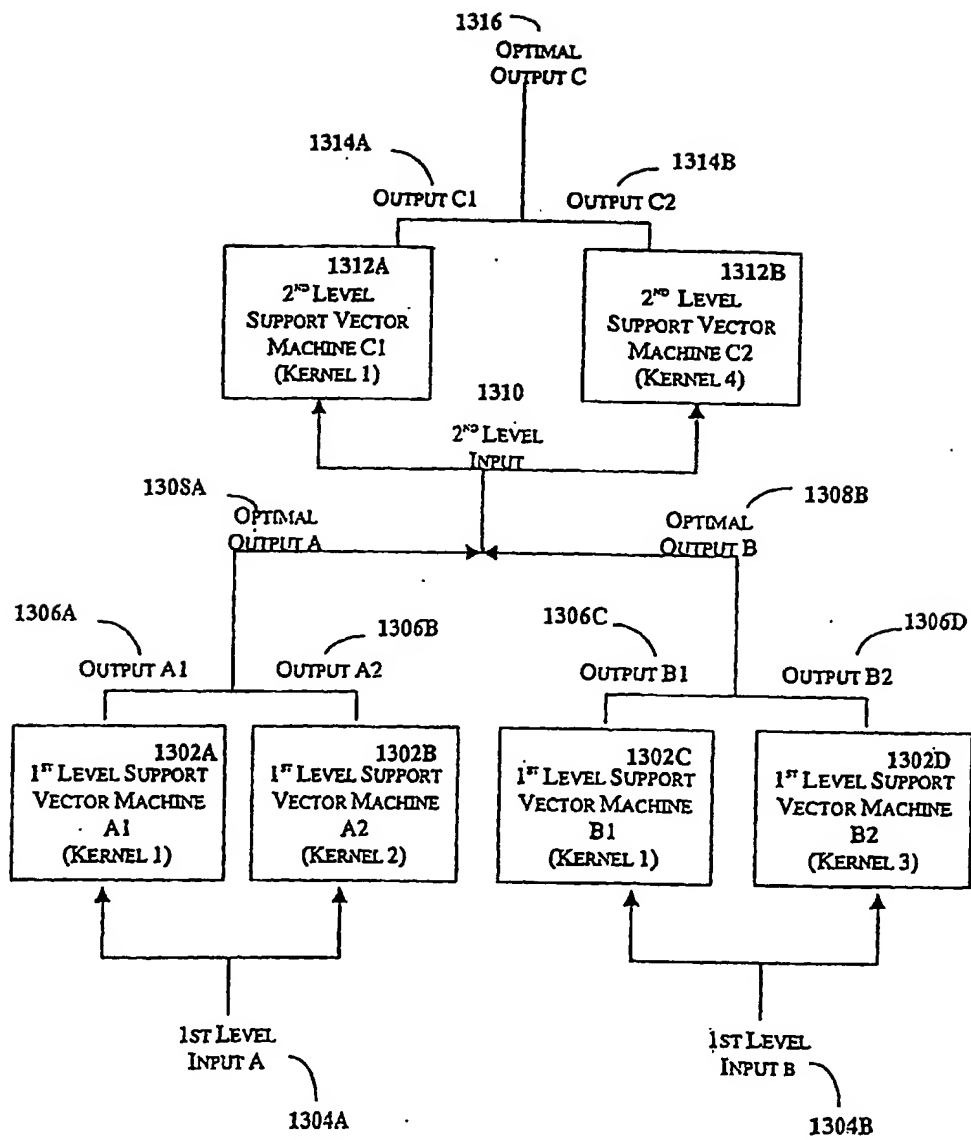 1316
OPTIMAL
OUTPUT C
1314A
1314B
OUTPUT C1
OUTPUT C2
1312A
2ND LEVEL
SUPPORT VECTOR
MACHINE C1
(KERNEL 1)
1312B
2ND LEVEL
SUPPORT VECTOR
MACHINE C2
(KERNEL 4)
1310
2ND LEVEL
INPUT
1308A
OPTIMAL
OUTPUT A
1308B
OPTIMAL
OUTPUT B
1306A
1306B
1306C
1306D
OUTPUT A1
OUTPUT A2
OUTPUT B1
OUTPUT B2
1302A
1ST LEVEL SUPPORT
VECTOR MACHINE
A1
(KERNEL 1)
1302B
1ST LEVEL SUPPORT
VECTOR MACHINE
A2
(KERNEL 2)
1302C
1ST LEVEL SUPPORT
VECTOR MACHINE
B1
(KERNEL 1)
1302D
1ST LEVEL SUPPORT
VECTOR MACHINE
B2
(KERNEL 3)
1ST LEVEL
INPUT A
1304A
1ST LEVEL
INPUT B
1304B